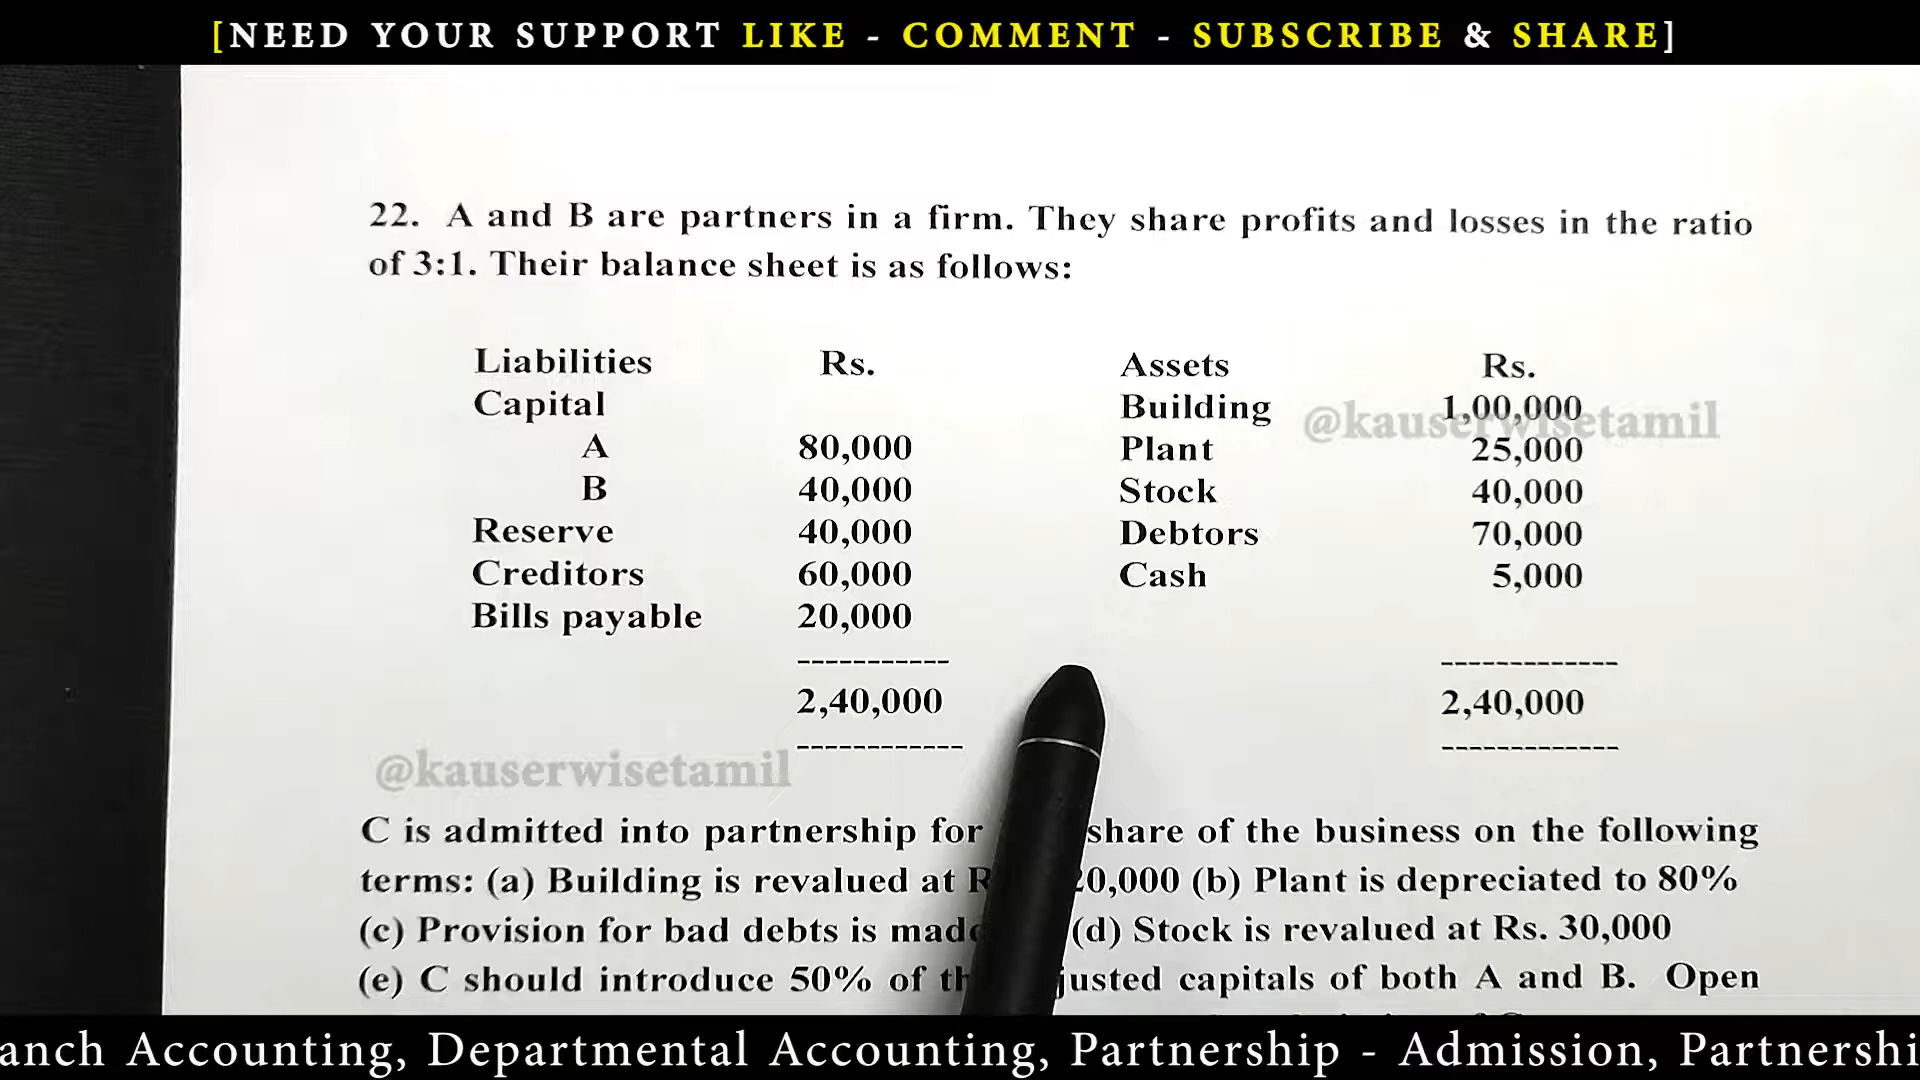 [NEED YOUR SUPPORT LIKE - COMMENT - SUBSCRIBE & SHARE]
22. A and B are partners in a firm. They share profits and losses in the ratio
of 3:1. Their balance sheet is as follows:
Liabilities Rs. Assets Rs.
Capital Building 1,00,000
@kauserwisetamil
A 80,000 Plant 25,000
B 40,000 Stock 40,000
Reserve 40,000 Debtors 70,000
Creditors 60,000 Cash 5,000
Bills payable 20,000
2,40,000 2,40,000
@kauserwisetamil
C is admitted into partnership for share of the business on the following
terms: (a) Building is revalued at 20,000 (b) Plant is depreciated to 80%
(c) Provision for bad debts is (d) Stock is revalued at Rs. 30,000
(e) C should introduce 50% of capitals of both A and B. Open
Accounting, Departmental Accounting, Partnership - Admission,